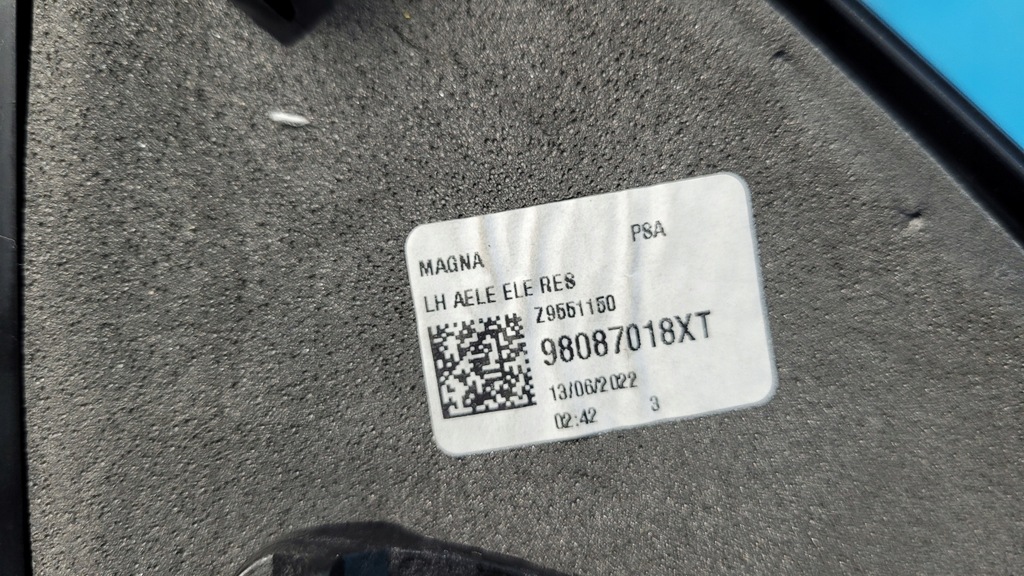 MAGNA PSA
LH AELE ELE RES
Z9551150
98087018XT
13/06/2022
02:42 3